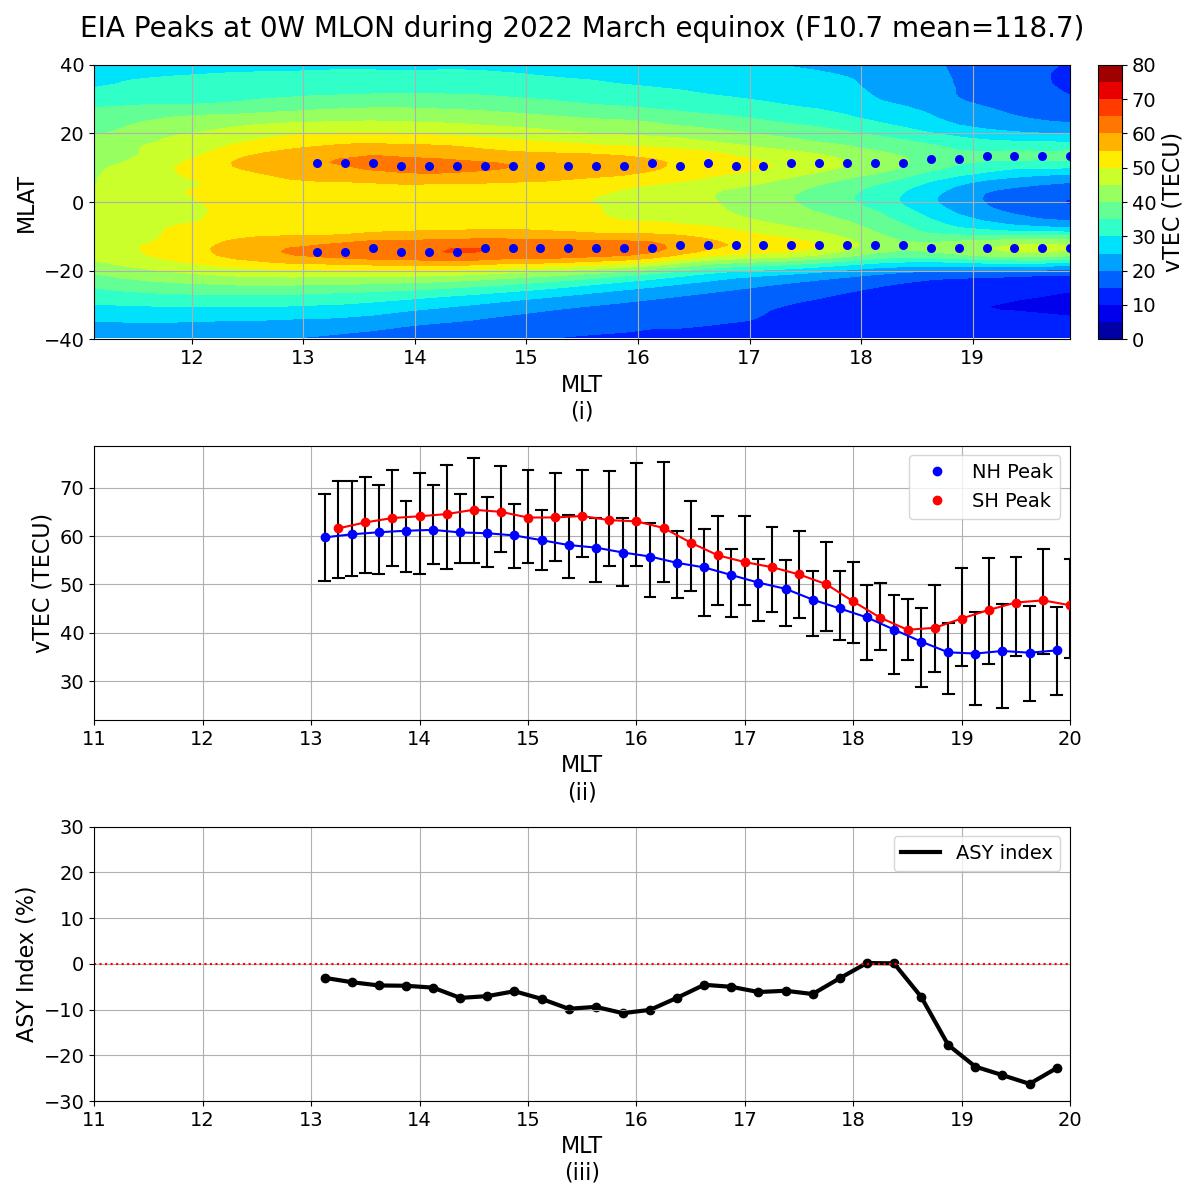 EIA Peaks at 0W MLON during 2022 March equinox (F10.7 mean=118.7)
40
20
0
−20
−40
MLAT
12 13 14 15 16 17 18 19
MLT
(i)
80
70
60
50
40
30
20
10
0
vTEC (TECU)
70
60
50
40
30
vTEC (TECU)
NH Peak
SH Peak
11 12 13 14 15 16 17 18 19 20
MLT
(ii)
30
20
10
0
−10
−20
−30
ASY Index (%)
ASY index
11 12 13 14 15 16 17 18 19 20
MLT
(iii)